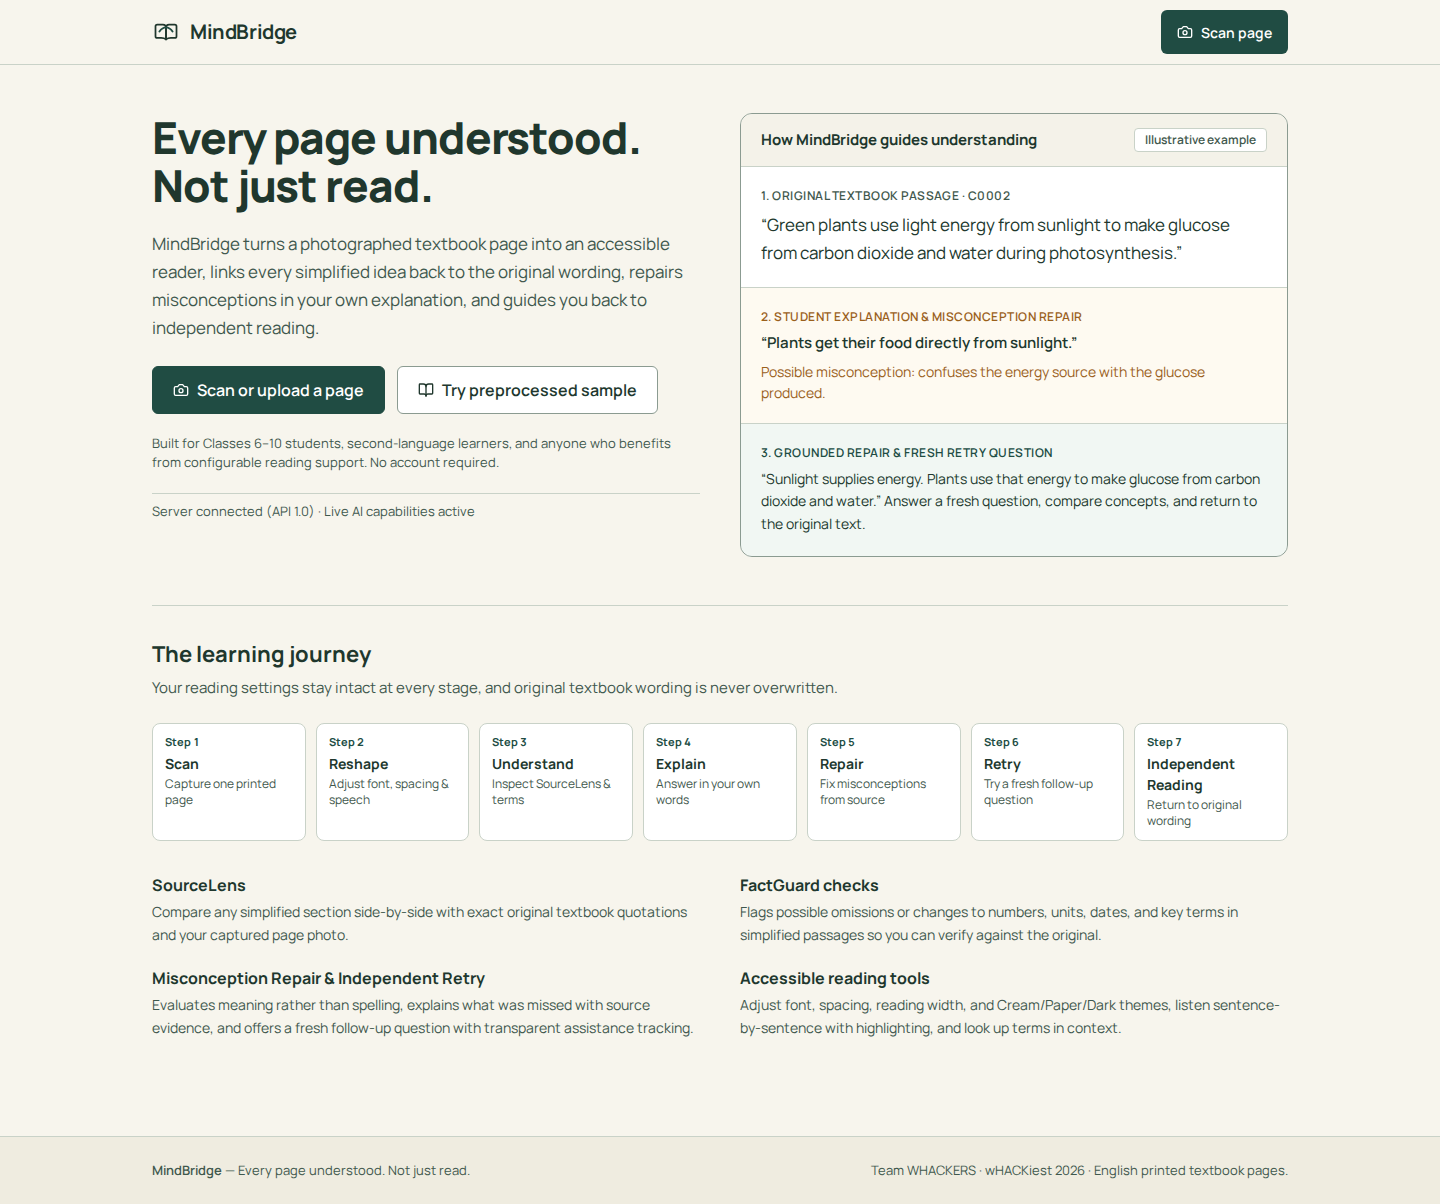 MindBridge
Scan page
Every page understood.
Not just read.
MindBridge turns a photographed textbook page into an accessible
reader, links every simplified idea back to the original wording, repairs
misconceptions in your own explanation, and guides you back to
independent reading.
Scan or upload a page
Try preprocessed sample
Built for Classes 6–10 students, second-language learners, and anyone who benefits
from configurable reading support. No account required.
Server connected (API 1.0) · Live AI capabilities active
How MindBridge guides understanding
Illustrative example
1. ORIGINAL TEXTBOOK PASSAGE · C0002
“Green plants use light energy from sunlight to make glucose
from carbon dioxide and water during photosynthesis.”
2. STUDENT EXPLANATION & MISCONCEPTION REPAIR
“Plants get their food directly from sunlight.”
Possible misconception: confuses the energy source with the glucose
produced.
3. GROUNDED REPAIR & FRESH RETRY QUESTION
“Sunlight supplies energy. Plants use that energy to make glucose from carbon
dioxide and water.” Answer a fresh question, compare concepts, and return to
the original text.
The learning journey
Your reading settings stay intact at every stage, and original textbook wording is never overwritten.
Step 1
Scan
Capture one printed
page
Step 2
Reshape
Adjust font, spacing &
speech
Step 3
Understand
Inspect SourceLens &
terms
Step 4
Explain
Answer in your own
words
Step 5
Repair
Fix misconceptions
from source
Step 6
Retry
Try a fresh follow-up
question
Step 7
Independent
Reading
Return to original
wording
SourceLens
Compare any simplified section side-by-side with exact original textbook quotations
and your captured page photo.
FactGuard checks
Flags possible omissions or changes to numbers, units, dates, and key terms in
simplified passages so you can verify against the original.
Misconception Repair & Independent Retry
Evaluates meaning rather than spelling, explains what was missed with source
evidence, and offers a fresh follow-up question with transparent assistance tracking.
Accessible reading tools
Adjust font, spacing, reading width, and Cream/Paper/Dark themes, listen sentence-
by-sentence with highlighting, and look up terms in context.
MindBridge — Every page understood. Not just read.
Team WHACKERS · wHACKiest 2026 · English printed textbook pages.